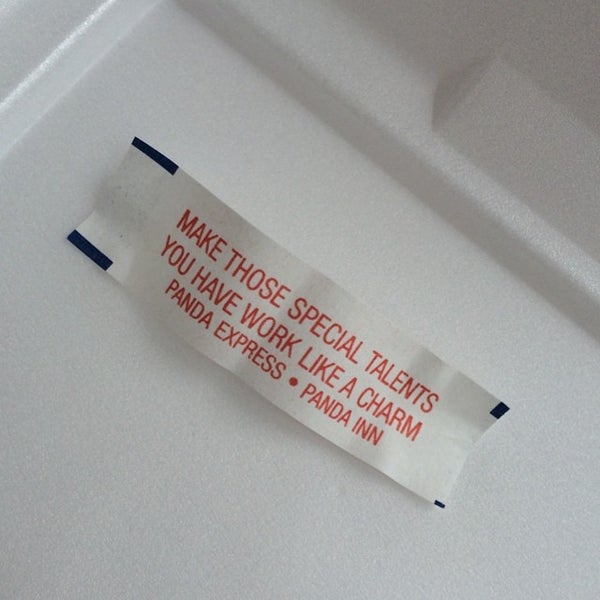 MAKE THOSE SPECIAL TALENTS
YOU HAVE WORK LIKE A CHARM
PANDA EXPRESS • PANDA INN